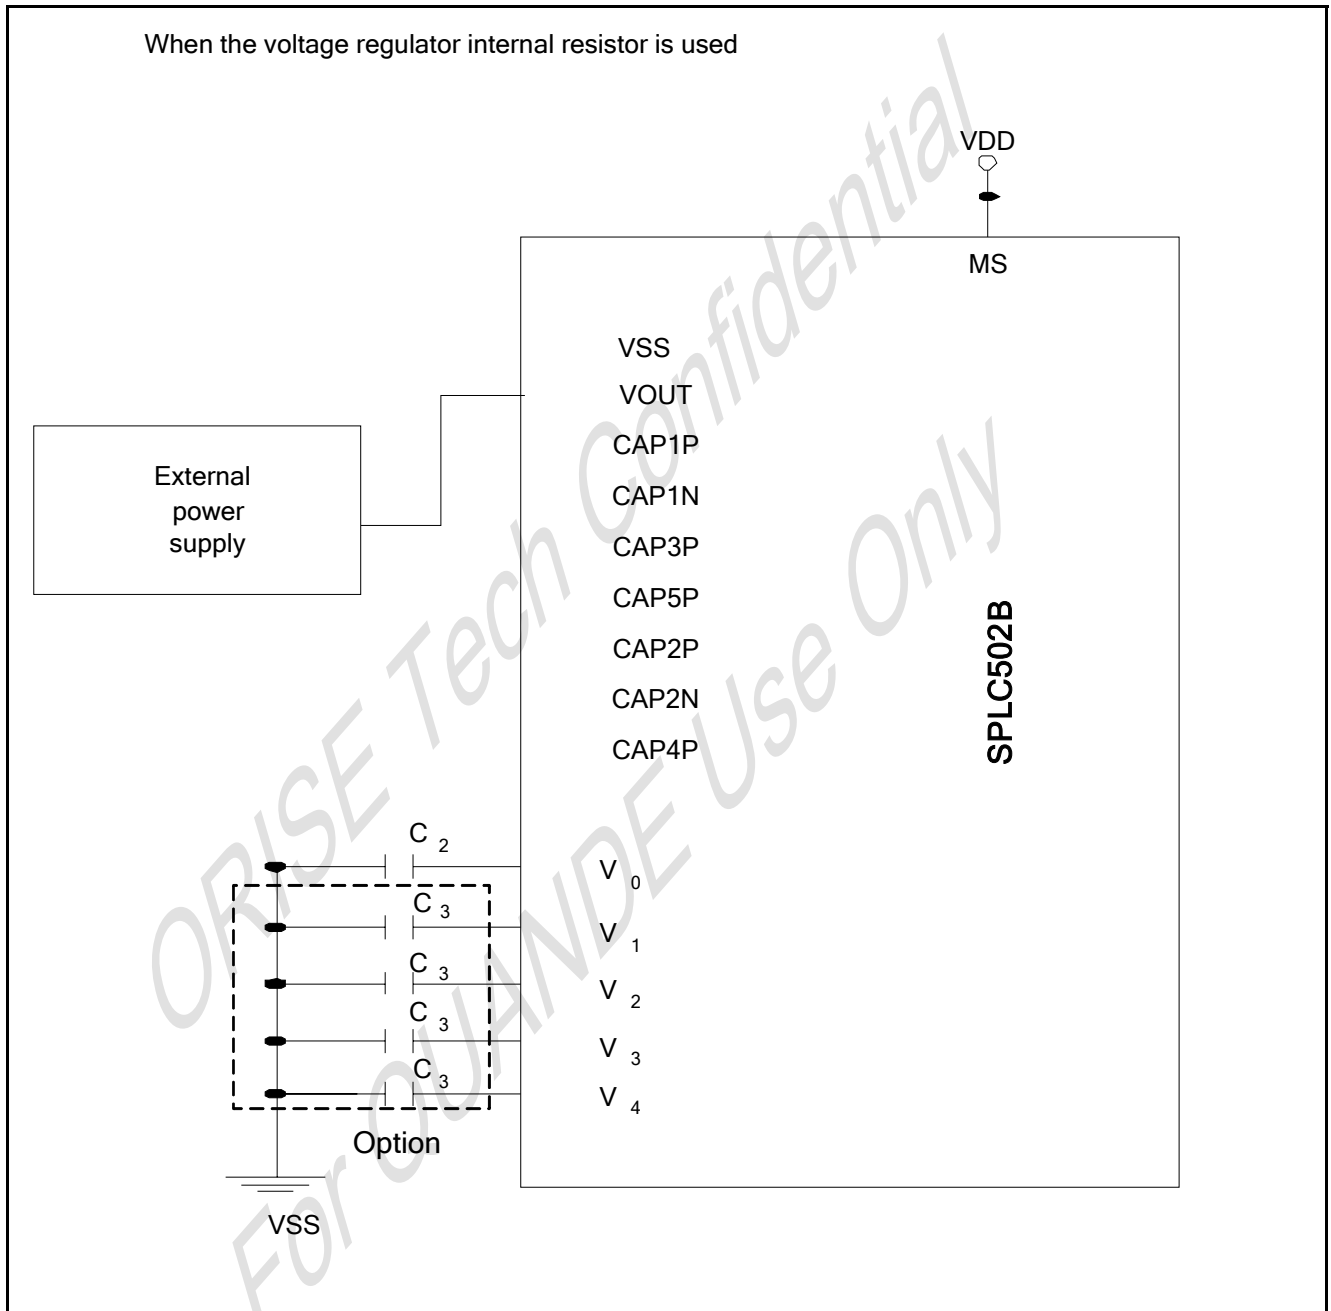 When the voltage regulator internal resistor is used
VDD
MS
VSS
VOUT
CAP1P
CAP1N
CAP3P
CAP5P
CAP2P
CAP2N
CAP4P
External
power
supply
SPLC502B
C 2
V 0
C 3
V 1
C 3
V 2
C 3
V 3
C 3
V 4
Option
VSS
ORISE Tech Confidential
For OUANDE Use Only